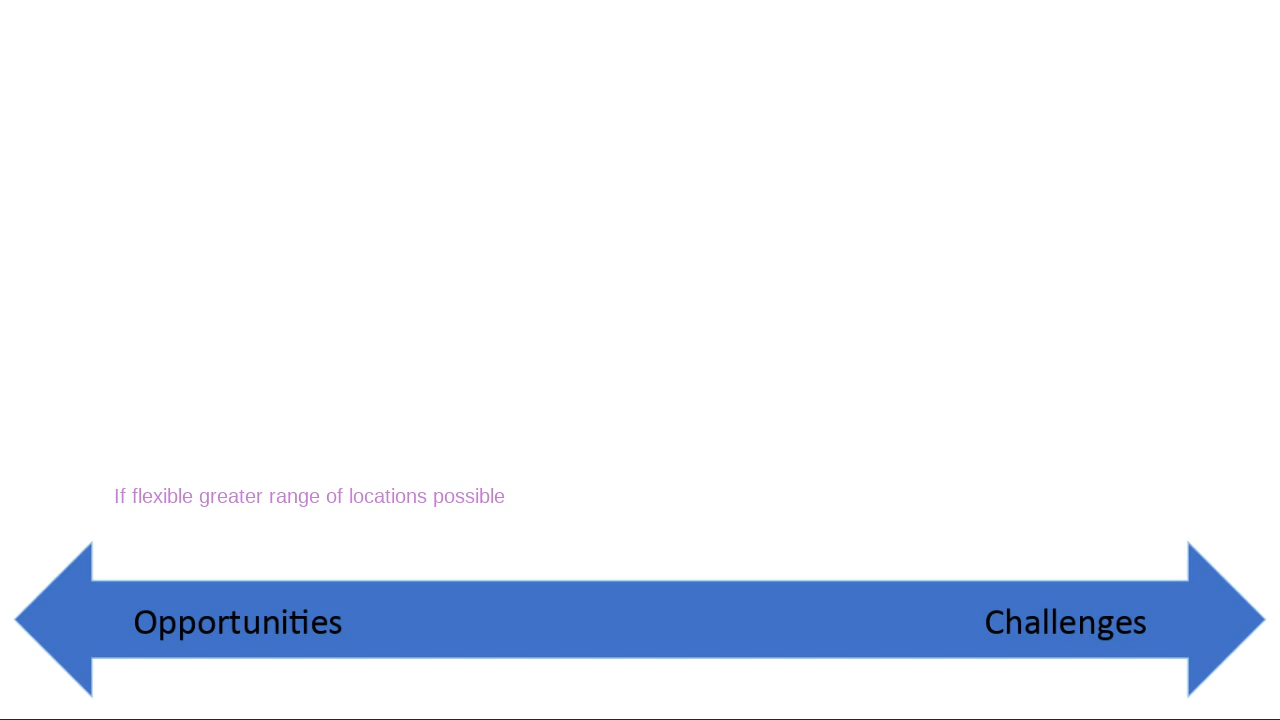 If flexible greater range of locations possible
Opportunities
Challenges